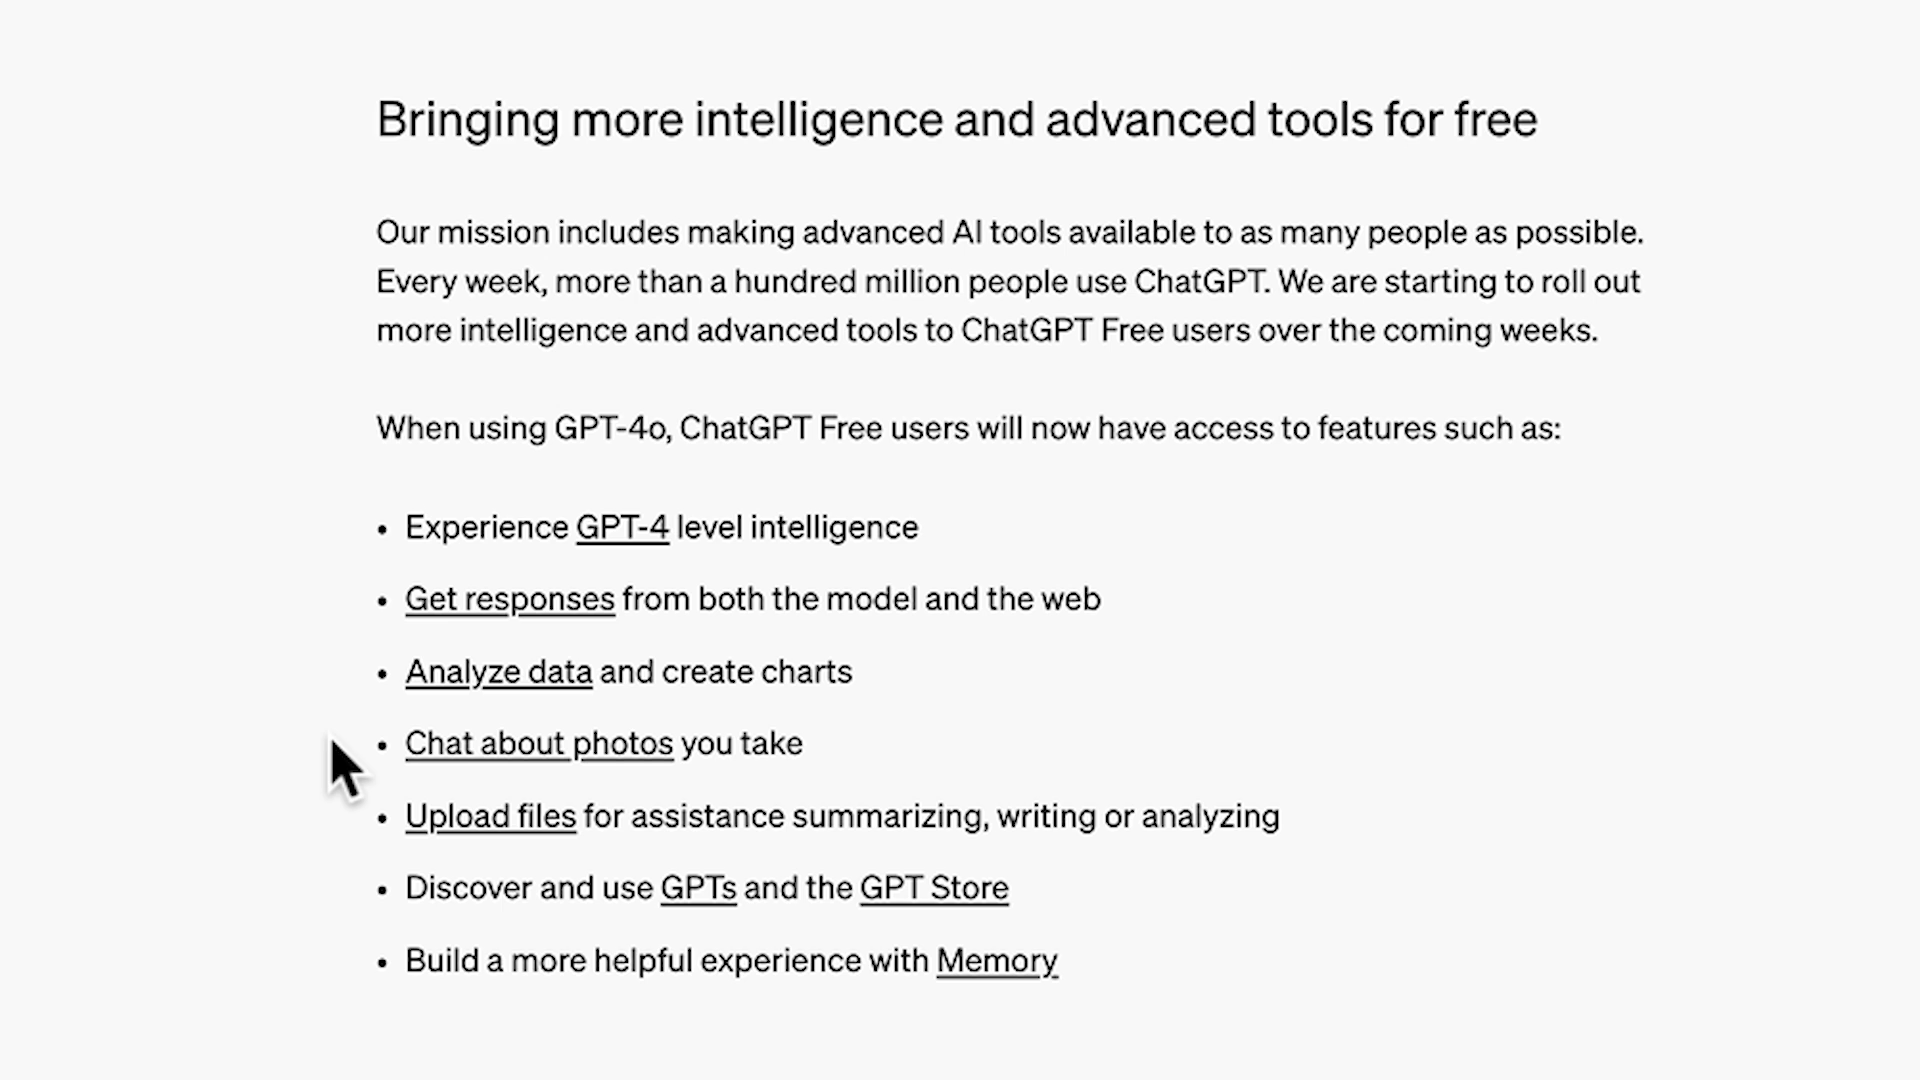 Bringing more intelligence and advanced tools for free
Our mission includes making advanced AI tools available to as many people as possible.
Every week, more than a hundred million people use ChatGPT. We are starting to roll out
more intelligence and advanced tools to ChatGPT Free users over the coming weeks.
When using GPT-4o, ChatGPT Free users will now have access to features such as:
• Experience GPT-4 level intelligence
• Get responses from both the model and the web
• Analyze data and create charts
• Chat about photos you take
• Upload files for assistance summarizing, writing or analyzing
• Discover and use GPTs and the GPT Store
• Build a more helpful experience with Memory